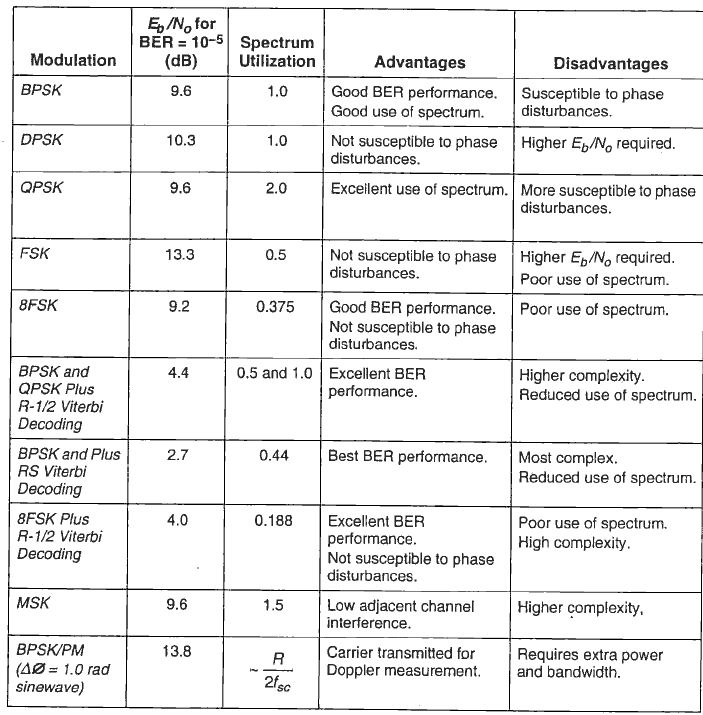 Modulation
E_b/N_o for
BER = 10⁻⁵
(dB)
Spectrum
Utilization
Advantages
Disadvantages
BPSK
9.6
1.0
Good BER performance.
Good use of spectrum.
Susceptible to phase
disturbances.
DPSK
10.3
1.0
Not susceptible to phase
disturbances.
Higher E_b/N_o required.
QPSK
9.6
2.0
Excellent use of spectrum.
More susceptible to phase
disturbances.
FSK
13.3
0.5
Not susceptible to phase
disturbances.
Higher E_b/N_o required.
Poor use of spectrum.
8FSK
9.2
0.375
Good BER performance.
Not susceptible to phase
disturbances.
Poor use of spectrum.
BPSK and
QPSK Plus
R-1/2 Viterbi
Decoding
4.4
0.5 and 1.0
Excellent BER
performance.
Higher complexity.
Reduced use of spectrum.
BPSK and Plus
RS Viterbi
Decoding
2.7
0.44
Best BER performance.
Most complex.
Reduced use of spectrum.
8FSK Plus
R-1/2 Viterbi
Decoding
4.0
0.188
Excellent BER
performance.
Not susceptible to phase
disturbances.
Poor use of spectrum.
High complexity.
MSK
9.6
1.5
Low adjacent channel
interference.
Higher complexity.
BPSK/PM
(ΔØ = 1.0 rad
sinewave)
13.8
~ R
2f_sc
Carrier transmitted for
Doppler measurement.
Requires extra power
and bandwidth.